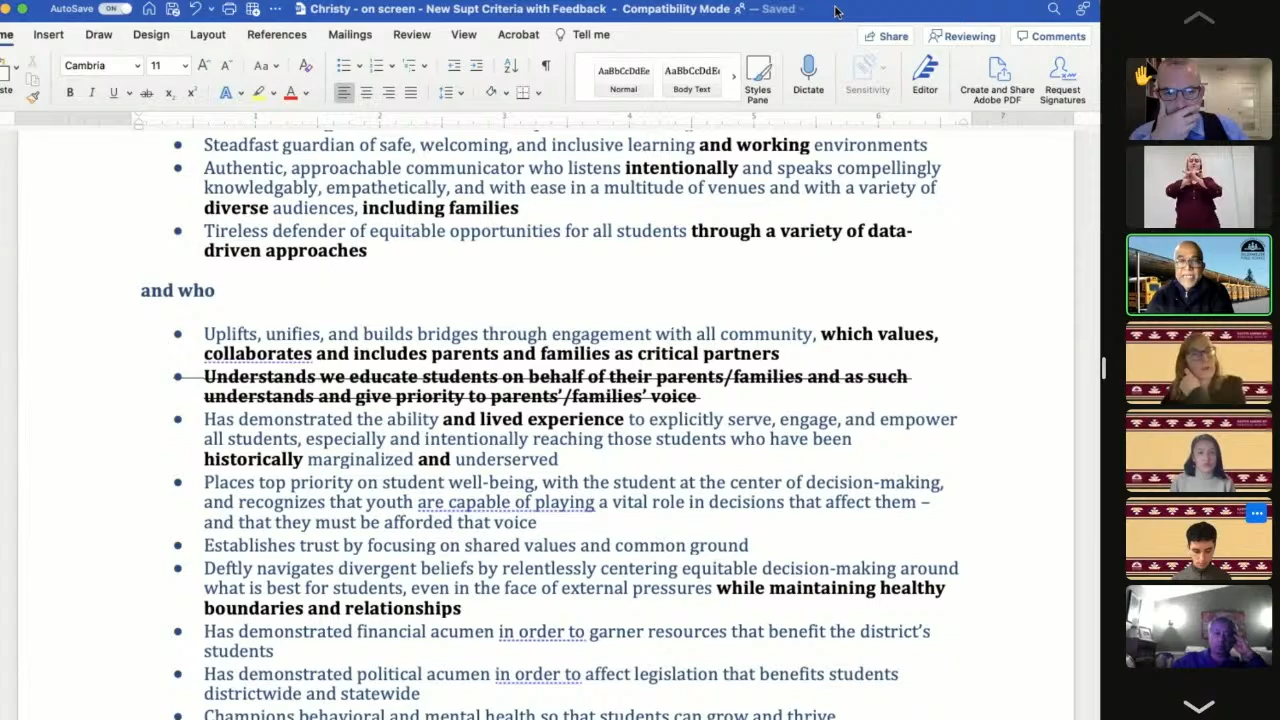 AutoSave ON ••• Christy - on screen - New Supt Criteria with Feedback - Compatibility Mode — Saved
me Insert Draw Design Layout References Mailings Review View Acrobat Tell me Share Reviewing Comments
Cambria 11 Aa AaBbCcDdEe AaBbCcDdEe
ste B I U ab x₂ x² A A Normal Body Text Styles Pane Dictate Sensitivity Editor Create and Share Adobe PDF Request Signatures
1 2 3 4 5 6 7
• Steadfast guardian of safe, welcoming, and inclusive learning and working environments
• Authentic, approachable communicator who listens intentionally and speaks compellingly
knowledgably, empathetically, and with ease in a multitude of venues and with a variety of
diverse audiences, including families
• Tireless defender of equitable opportunities for all students through a variety of data-
driven approaches
and who
• Uplifts, unifies, and builds bridges through engagement with all community, which values,
collaborates and includes parents and families as critical partners
• Understands we educate students on behalf of their parents/families and as such
understands and give priority to parents’/families’ voice
• Has demonstrated the ability and lived experience to explicitly serve, engage, and empower
all students, especially and intentionally reaching those students who have been
historically marginalized and underserved
• Places top priority on student well-being, with the student at the center of decision-making,
and recognizes that youth are capable of playing a vital role in decisions that affect them –
and that they must be afforded that voice
• Establishes trust by focusing on shared values and common ground
• Deftly navigates divergent beliefs by relentlessly centering equitable decision-making around
what is best for students, even in the face of external pressures while maintaining healthy
boundaries and relationships
• Has demonstrated financial acumen in order to garner resources that benefit the district’s
students
• Has demonstrated political acumen in order to affect legislation that benefits students
districtwide and statewide
Champions behavioral and mental health so that students can grow and thrive